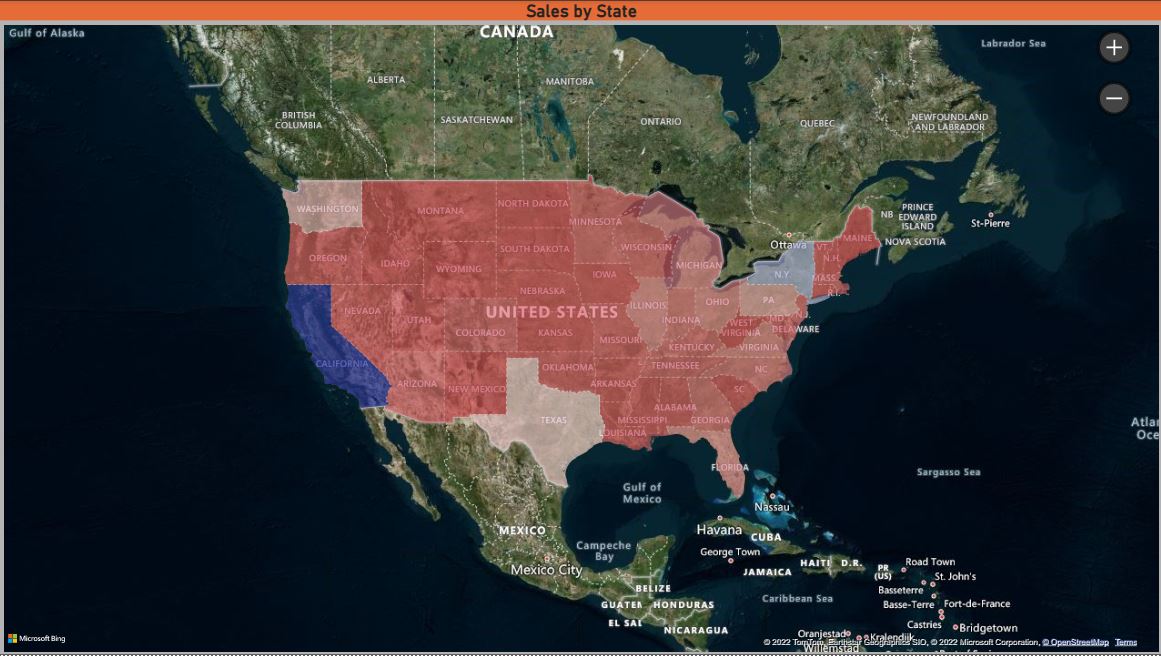 Sales by State
Gulf of Alaska
CANADA
Labrador Sea
+
ALBERTA
MANITOBA
−
BRITISH
COLUMBIA
SASKATCHEWAN
ONTARIO
QUEBEC
NEWFOUNDLAND
AND LABRADOR
WASHINGTON
MONTANA
NORTH DAKOTA
MINNESOTA
NB
PRINCE
EDWARD
ISLAND
St-Pierre
Ottawa
MAINE
NOVA SCOTIA
OREGON
IDAHO
SOUTH DAKOTA
WISCONSIN
VT.
N.H.
WYOMING
MICHIGAN
N.Y.
MASS.
IOWA
R.I.
NEBRASKA
NEVADA
UTAH
UNITED STATES
ILLINOIS
OHIO
PA
COLORADO
KANSAS
INDIANA
WEST
VIRGINIA
MD
N.J.
DELAWARE
MISSOURI
KENTUCKY
VIRGINIA
CALIFORNIA
OKLAHOMA
TENNESSEE
NC
ARIZONA
NEW MEXICO
ARKANSAS
SC
TEXAS
MISSISSIPPI
ALABAMA
GEORGIA
LOUISIANA
Atlan
Oce
FLORIDA
Sargasso Sea
Gulf of
Mexico
Nassau
MEXICO
Havana
CUBA
Campeche
Bay
George Town
HAITI
D.R.
PR
(US)
Road Town
Mexico City
JAMAICA
St. John's
BELIZE
Basseterre
GUATEM
HONDURAS
Caribbean Sea
Basse-Terre
Fort-de-France
EL SAL
NICARAGUA
Castries
Bridgetown
Microsoft Bing
Oranjestad
Kralendijk
Willemstad
© 2022 TomTom, Earthstar Geographics SIO, © 2022 Microsoft Corporation, © OpenStreetMap Terms